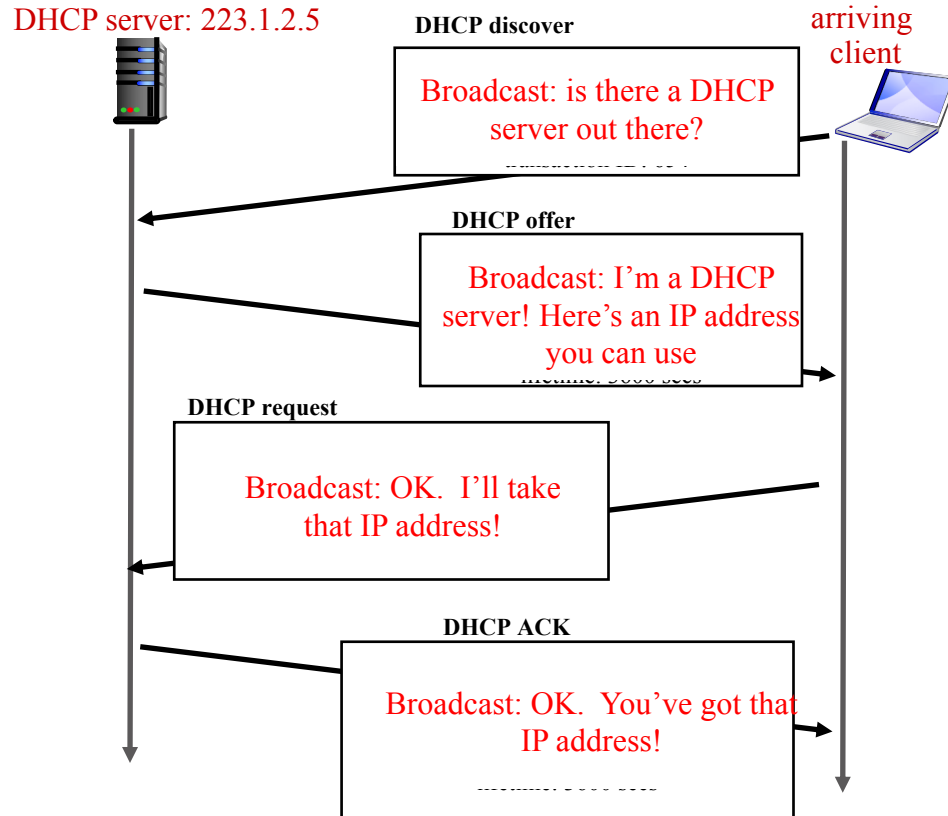 DHCP server: 223.1.2.5
DHCP discover
arriving
client
Broadcast: is there a DHCP
server out there?
DHCP offer
Broadcast: I’m a DHCP
server! Here’s an IP address
you can use
DHCP request
Broadcast: OK.  I’ll take
that IP address!
DHCP ACK
Broadcast: OK.  You’ve got that
IP address!